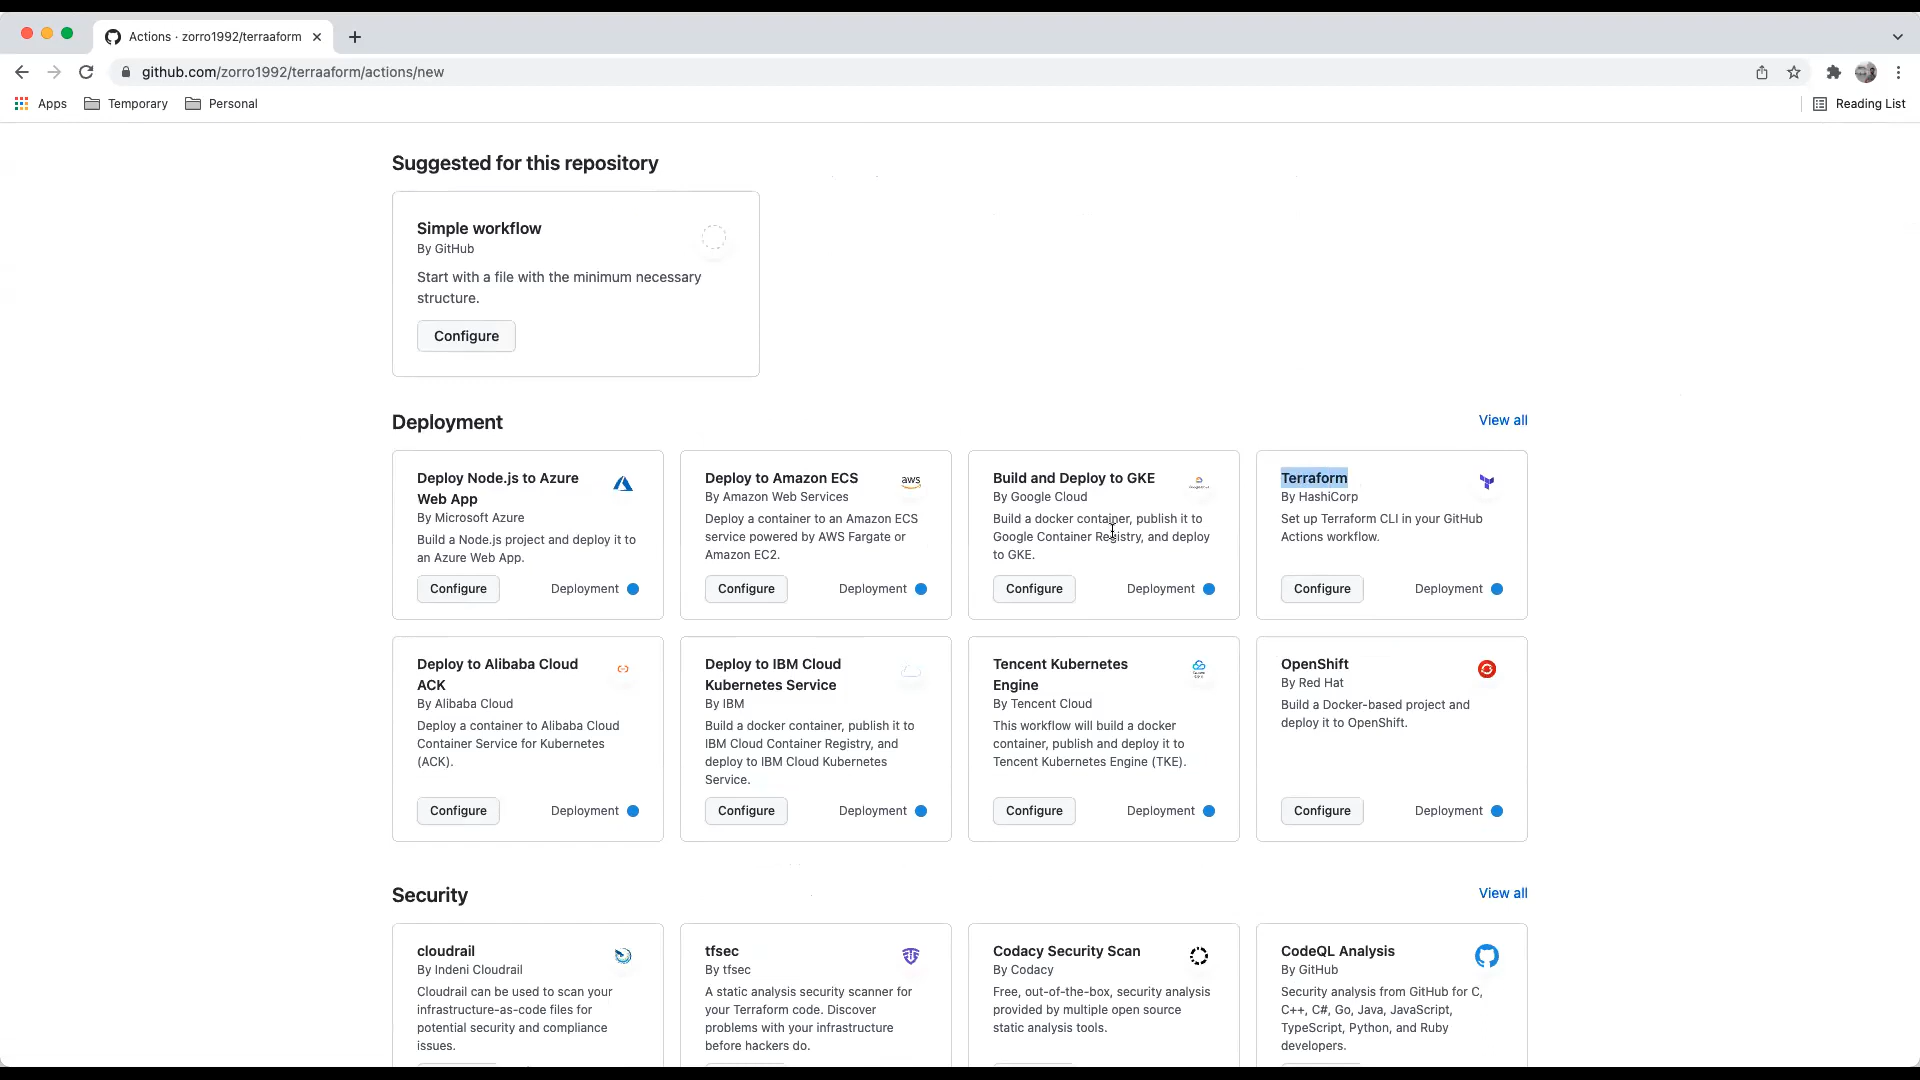 Actions · zorro1992/terraaform
github.com/zorro1992/terraaform/actions/new
Apps
Temporary
Personal
Reading List
Suggested for this repository
Simple workflow
By GitHub
Start with a file with the minimum necessary
structure.
Configure
Deployment
View all
Deploy Node.js to Azure
Web App
By Microsoft Azure
Build a Node.js project and deploy it to
an Azure Web App.
Configure
Deployment
Deploy to Amazon ECS
aws
By Amazon Web Services
Deploy a container to an Amazon ECS
service powered by AWS Fargate or
Amazon EC2.
Configure
Deployment
Build and Deploy to GKE
By Google Cloud
Build a docker container, publish it to
Google Container Registry, and deploy
to GKE.
Configure
Deployment
Terraform
By HashiCorp
Set up Terraform CLI in your GitHub
Actions workflow.
Configure
Deployment
Deploy to Alibaba Cloud
ACK
By Alibaba Cloud
Deploy a container to Alibaba Cloud
Container Service for Kubernetes
(ACK).
Configure
Deployment
Deploy to IBM Cloud
Kubernetes Service
By IBM
Build a docker container, publish it to
IBM Cloud Container Registry, and
deploy to IBM Cloud Kubernetes
Service.
Configure
Deployment
Tencent Kubernetes
Engine
By Tencent Cloud
This workflow will build a docker
container, publish and deploy it to
Tencent Kubernetes Engine (TKE).
Configure
Deployment
OpenShift
By Red Hat
Build a Docker-based project and
deploy it to OpenShift.
Configure
Deployment
Security
View all
cloudrail
By Indeni Cloudrail
Cloudrail can be used to scan your
infrastructure-as-code files for
potential security and compliance
issues.
tfsec
By tfsec
A static analysis security scanner for
your Terraform code. Discover
problems with your infrastructure
before hackers do.
Codacy Security Scan
By Codacy
Free, out-of-the-box, security analysis
provided by multiple open source
static analysis tools.
CodeQL Analysis
By GitHub
Security analysis from GitHub for C,
C++, C#, Go, Java, JavaScript,
TypeScript, Python, and Ruby
developers.